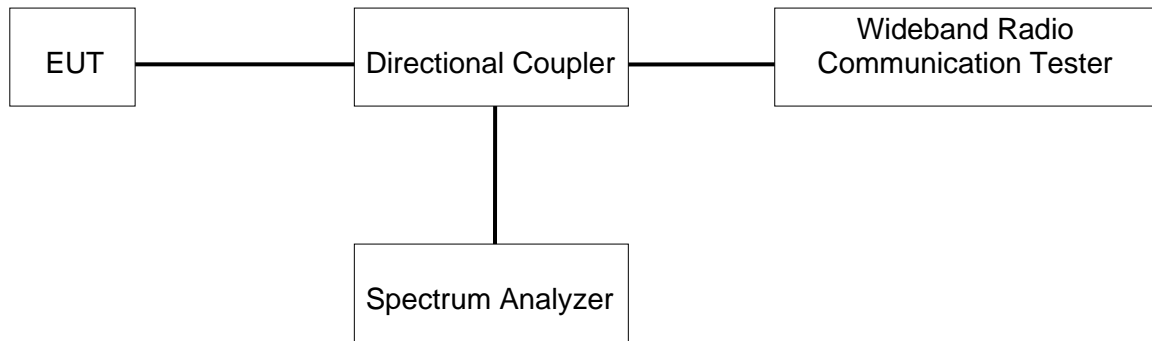 EUT
Directional Coupler
Wideband Radio
Communication Tester
Spectrum Analyzer